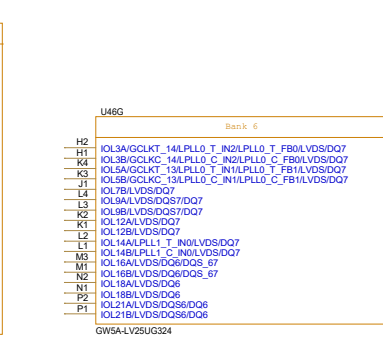 U46G
Bank 6
H2 IOL3A/GCLKT_14/LPLL0_T_IN2/LPLL0_T_FB0/LVDS/DQ7
H1 IOL3B/GCLKC_14/LPLL0_C_IN2/LPLL0_C_FB0/LVDS/DQ7
K4 IOL5A/GCLKT_13/LPLL0_T_IN1/LPLL0_T_FB1/LVDS/DQ7
K3 IOL5B/GCLKC_13/LPLL0_C_IN1/LPLL0_C_FB1/LVDS/DQ7
J1 IOL7B/LVDS/DQ7
L4 IOL9A/LVDS/DQS7/DQ7
L3 IOL9B/LVDS/DQS7/DQ7
K2 IOL12A/LVDS/DQ7
K1 IOL12B/LVDS/DQ7
L2 IOL14A/LPLL1_T_IN0/LVDS/DQ7
L1 IOL14B/LPLL1_C_IN0/LVDS/DQ7
M3 IOL16A/LVDS/DQ6/DQS_67
M1 IOL16B/LVDS/DQ6/DQS_67
N2 IOL18A/LVDS/DQ6
N1 IOL18B/LVDS/DQ6
P2 IOL21A/LVDS/DQS6/DQ6
P1 IOL21B/LVDS/DQS6/DQ6
GW5A-LV25UG324